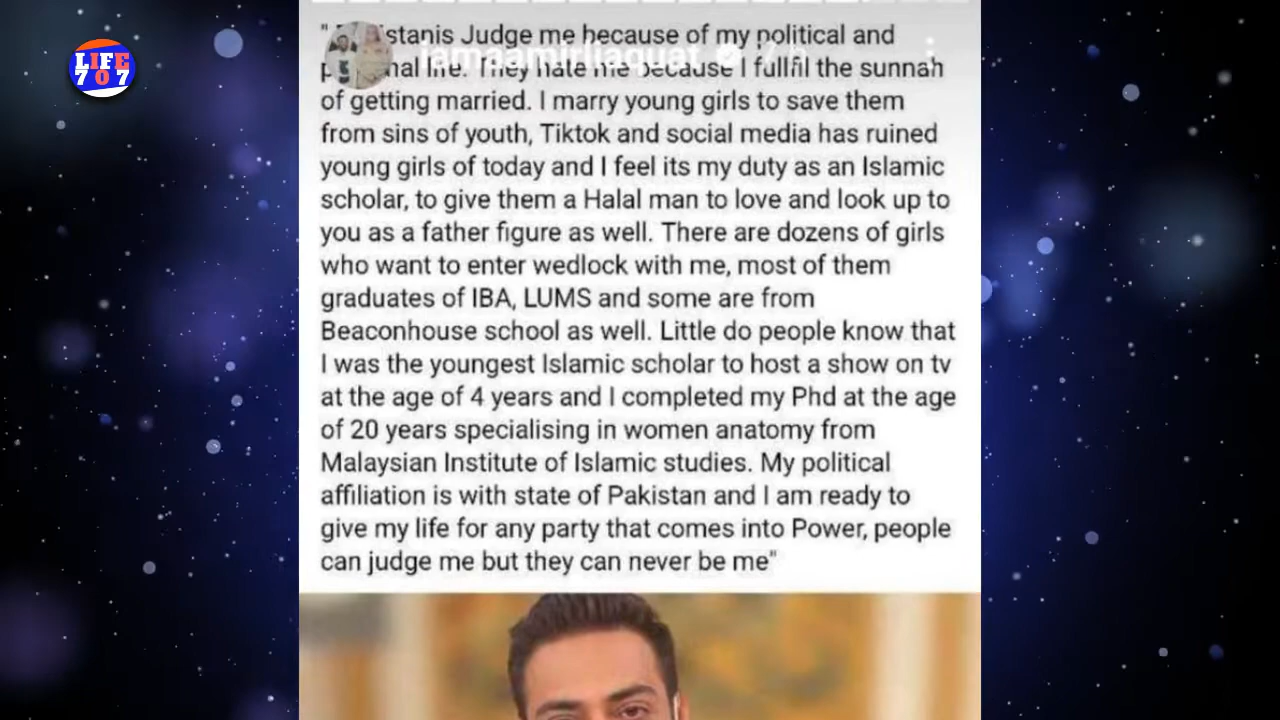 LIFE
707
" stanis Judge me because of my political and
iamaamirliaquat
nal life. They hate me because I fullfil the sunnah
of getting married. I marry young girls to save them
from sins of youth, Tiktok and social media has ruined
young girls of today and I feel its my duty as an Islamic
scholar, to give them a Halal man to love and look up to
you as a father figure as well. There are dozens of girls
who want to enter wedlock with me, most of them
graduates of IBA, LUMS and some are from
Beaconhouse school as well. Little do people know that
I was the youngest Islamic scholar to host a show on tv
at the age of 4 years and I completed my Phd at the age
of 20 years specialising in women anatomy from
Malaysian Institute of Islamic studies. My political
affiliation is with state of Pakistan and I am ready to
give my life for any party that comes into Power, people
can judge me but they can never be me"